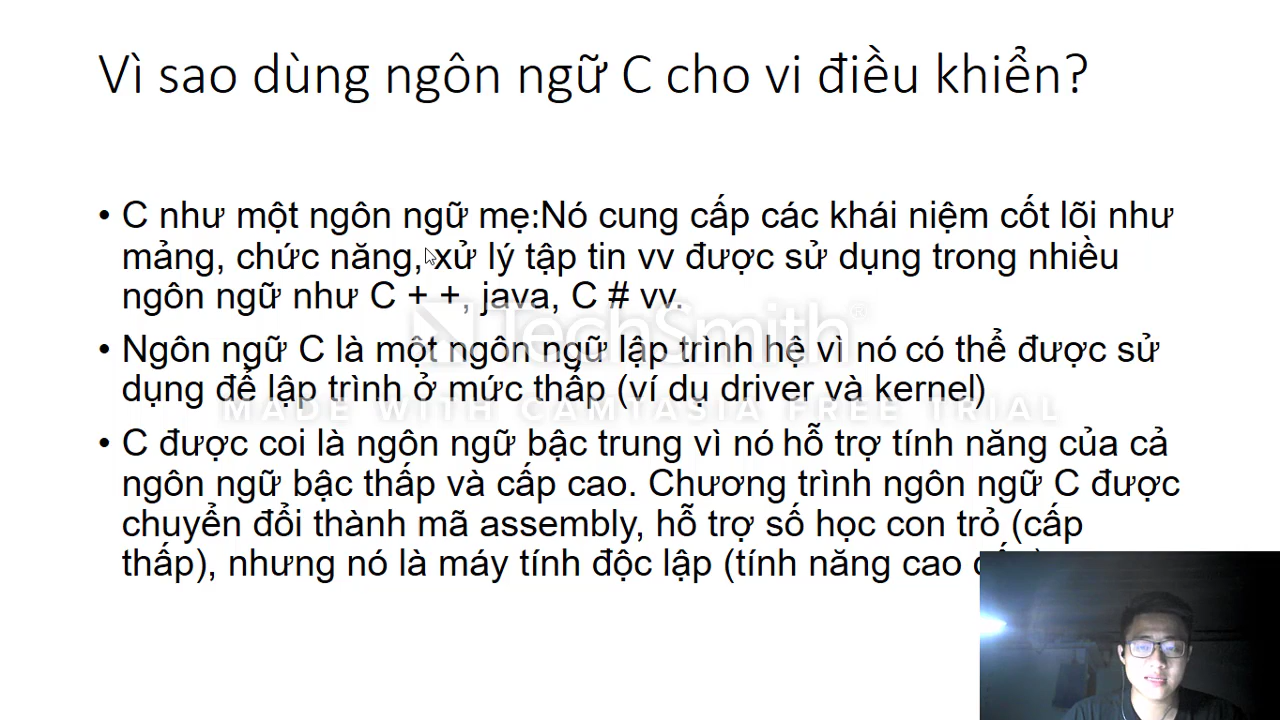 Vì sao dùng ngôn ngữ C cho vi điều khiển?
• C như một ngôn ngữ mẹ:Nó cung cấp các khái niệm cốt lõi như
mảng, chức năng, xử lý tập tin vv được sử dụng trong nhiều
ngôn ngữ như C + +, java, C # vv.
TechSmith®
• Ngôn ngữ C là một ngôn ngữ lập trình hệ vì nó có thể được sử
dụng để lập trình ở mức thấp (ví dụ driver và kernel)
MADE WITH CAMTASIA FREE TRIAL
• C được coi là ngôn ngữ bậc trung vì nó hỗ trợ tính năng của cả
ngôn ngữ bậc thấp và cấp cao. Chương trình ngôn ngữ C được
chuyển đổi thành mã assembly, hỗ trợ số học con trỏ (cấp
thấp), nhưng nó là máy tính độc lập (tính năng cao